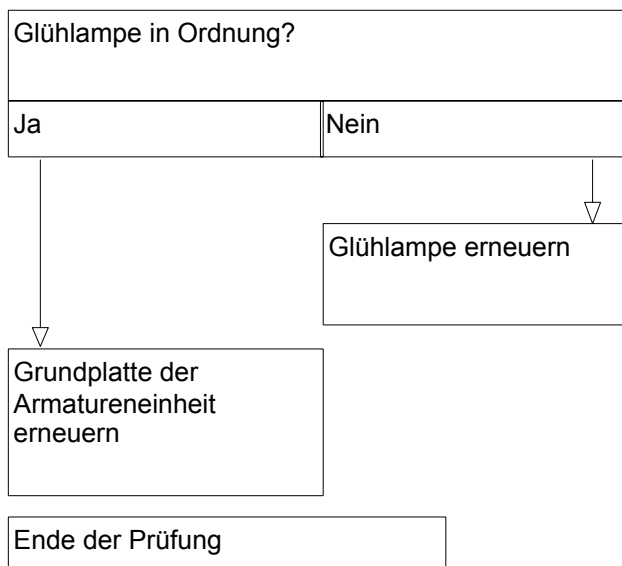 Glühlampe in Ordnung?
Ja
Nein
Glühlampe erneuern
Grundplatte der
Armatureneinheit
erneuern
Ende der Prüfung